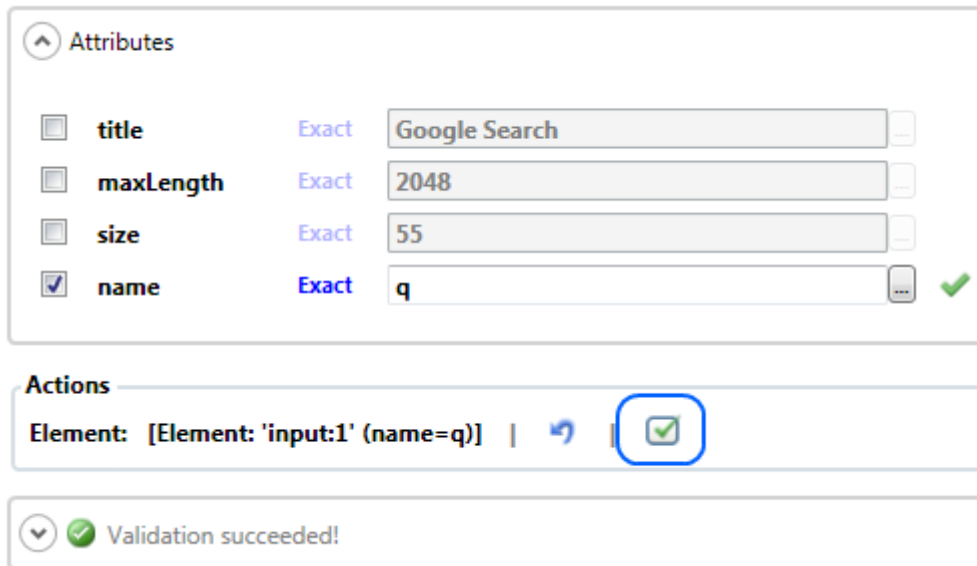 Attributes
title Exact Google Search ...
maxLength Exact 2048 ...
size Exact 55 ...
name Exact q ...
Actions
Element: [Element: 'input:1' (name=q)] | |
Validation succeeded!